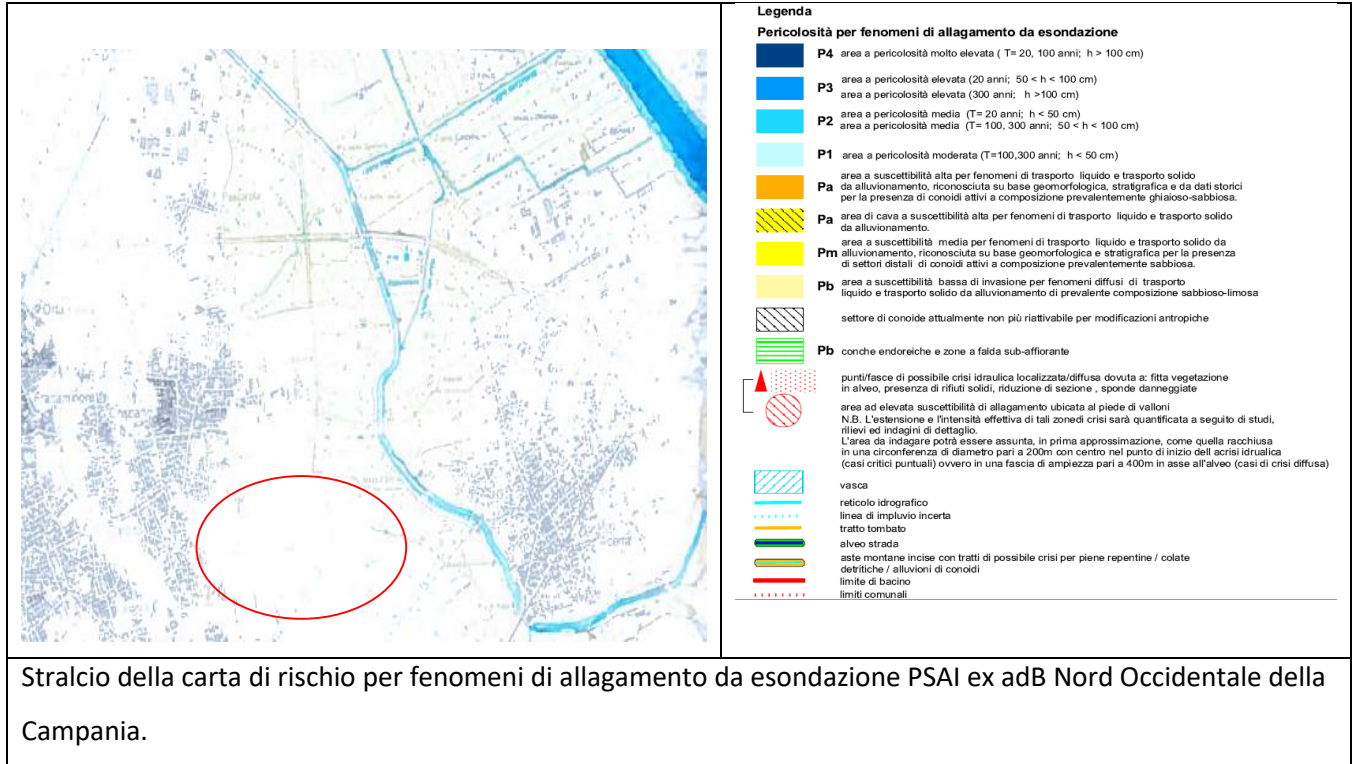 Legenda
Pericolosità per fenomeni di allagamento da esondazione
P4 area a pericolosità molto elevata ( T= 20, 100 anni; h > 100 cm)
P3 area a pericolosità elevata (20 anni; 50 < h < 100 cm)
area a pericolosità elevata (300 anni; h >100 cm)
P2 area a pericolosità media (T= 20 anni; h < 50 cm)
area a pericolosità media (T= 100, 300 anni; 50 < h < 100 cm)
P1 area a pericolosità moderata (T=100,300 anni; h < 50 cm)
Pa area a suscettibilità alta per fenomeni di trasporto liquido e trasporto solido
da alluvionamento, riconosciuta su base geomorfologica, stratigrafica e da dati storici
per la presenza di conoidi attivi a composizione prevalentemente ghiaioso-sabbiosa.
Pa area di cava a suscettibilità alta per fenomeni di trasporto liquido e trasporto solido
da alluvionamento.
Pm area a suscettibilità media per fenomeni di trasporto liquido e trasporto solido da
alluvionamento, riconosciuta su base geomorfologica e stratigrafica per la presenza
di settori distali di conoidi attivi a composizione prevalentemente sabbiosa.
Pb area a suscettibilità bassa di invasione per fenomeni diffusi di trasporto
liquido e trasporto solido da alluvionamento di prevalente composizione sabbioso-limosa
settore di conoide attualmente non più riattivabile per modificazioni antropiche
Pb conche endoreiche e zone a falda sub-affiorante
punti/fasce di possibile crisi idraulica localizzata/diffusa dovuta a: fitta vegetazione
in alveo, presenza di rifiuti solidi, riduzione di sezione , sponde danneggiate
area ad elevata suscettibilità di allagamento ubicata al piede di valloni
N.B. L'estensione e l'intensità effettiva di tali zonedi crisi sarà quantificata a seguito di studi,
rilievi ed indagini di dettaglio.
L'area da indagare potrà essere assunta, in prima approssimazione, come quella racchiusa
in una circonferenza di diametro pari a 200m con centro nel punto di inizio dell acrisi idrualica
(casi critici puntuali) ovvero in una fascia di ampiezza pari a 400m in asse all'alveo (casi di crisi diffusa)
vasca
reticolo idrografico
linea di impluvio incerta
tratto tombato
alveo strada
aste montane incise con tratti di possibile crisi per piene repentine / colate
detritiche / alluvioni di conoidi
limite di bacino
limiti comunali
Stralcio della carta di rischio per fenomeni di allagamento da esondazione PSAI ex adB Nord Occidentale della
Campania.